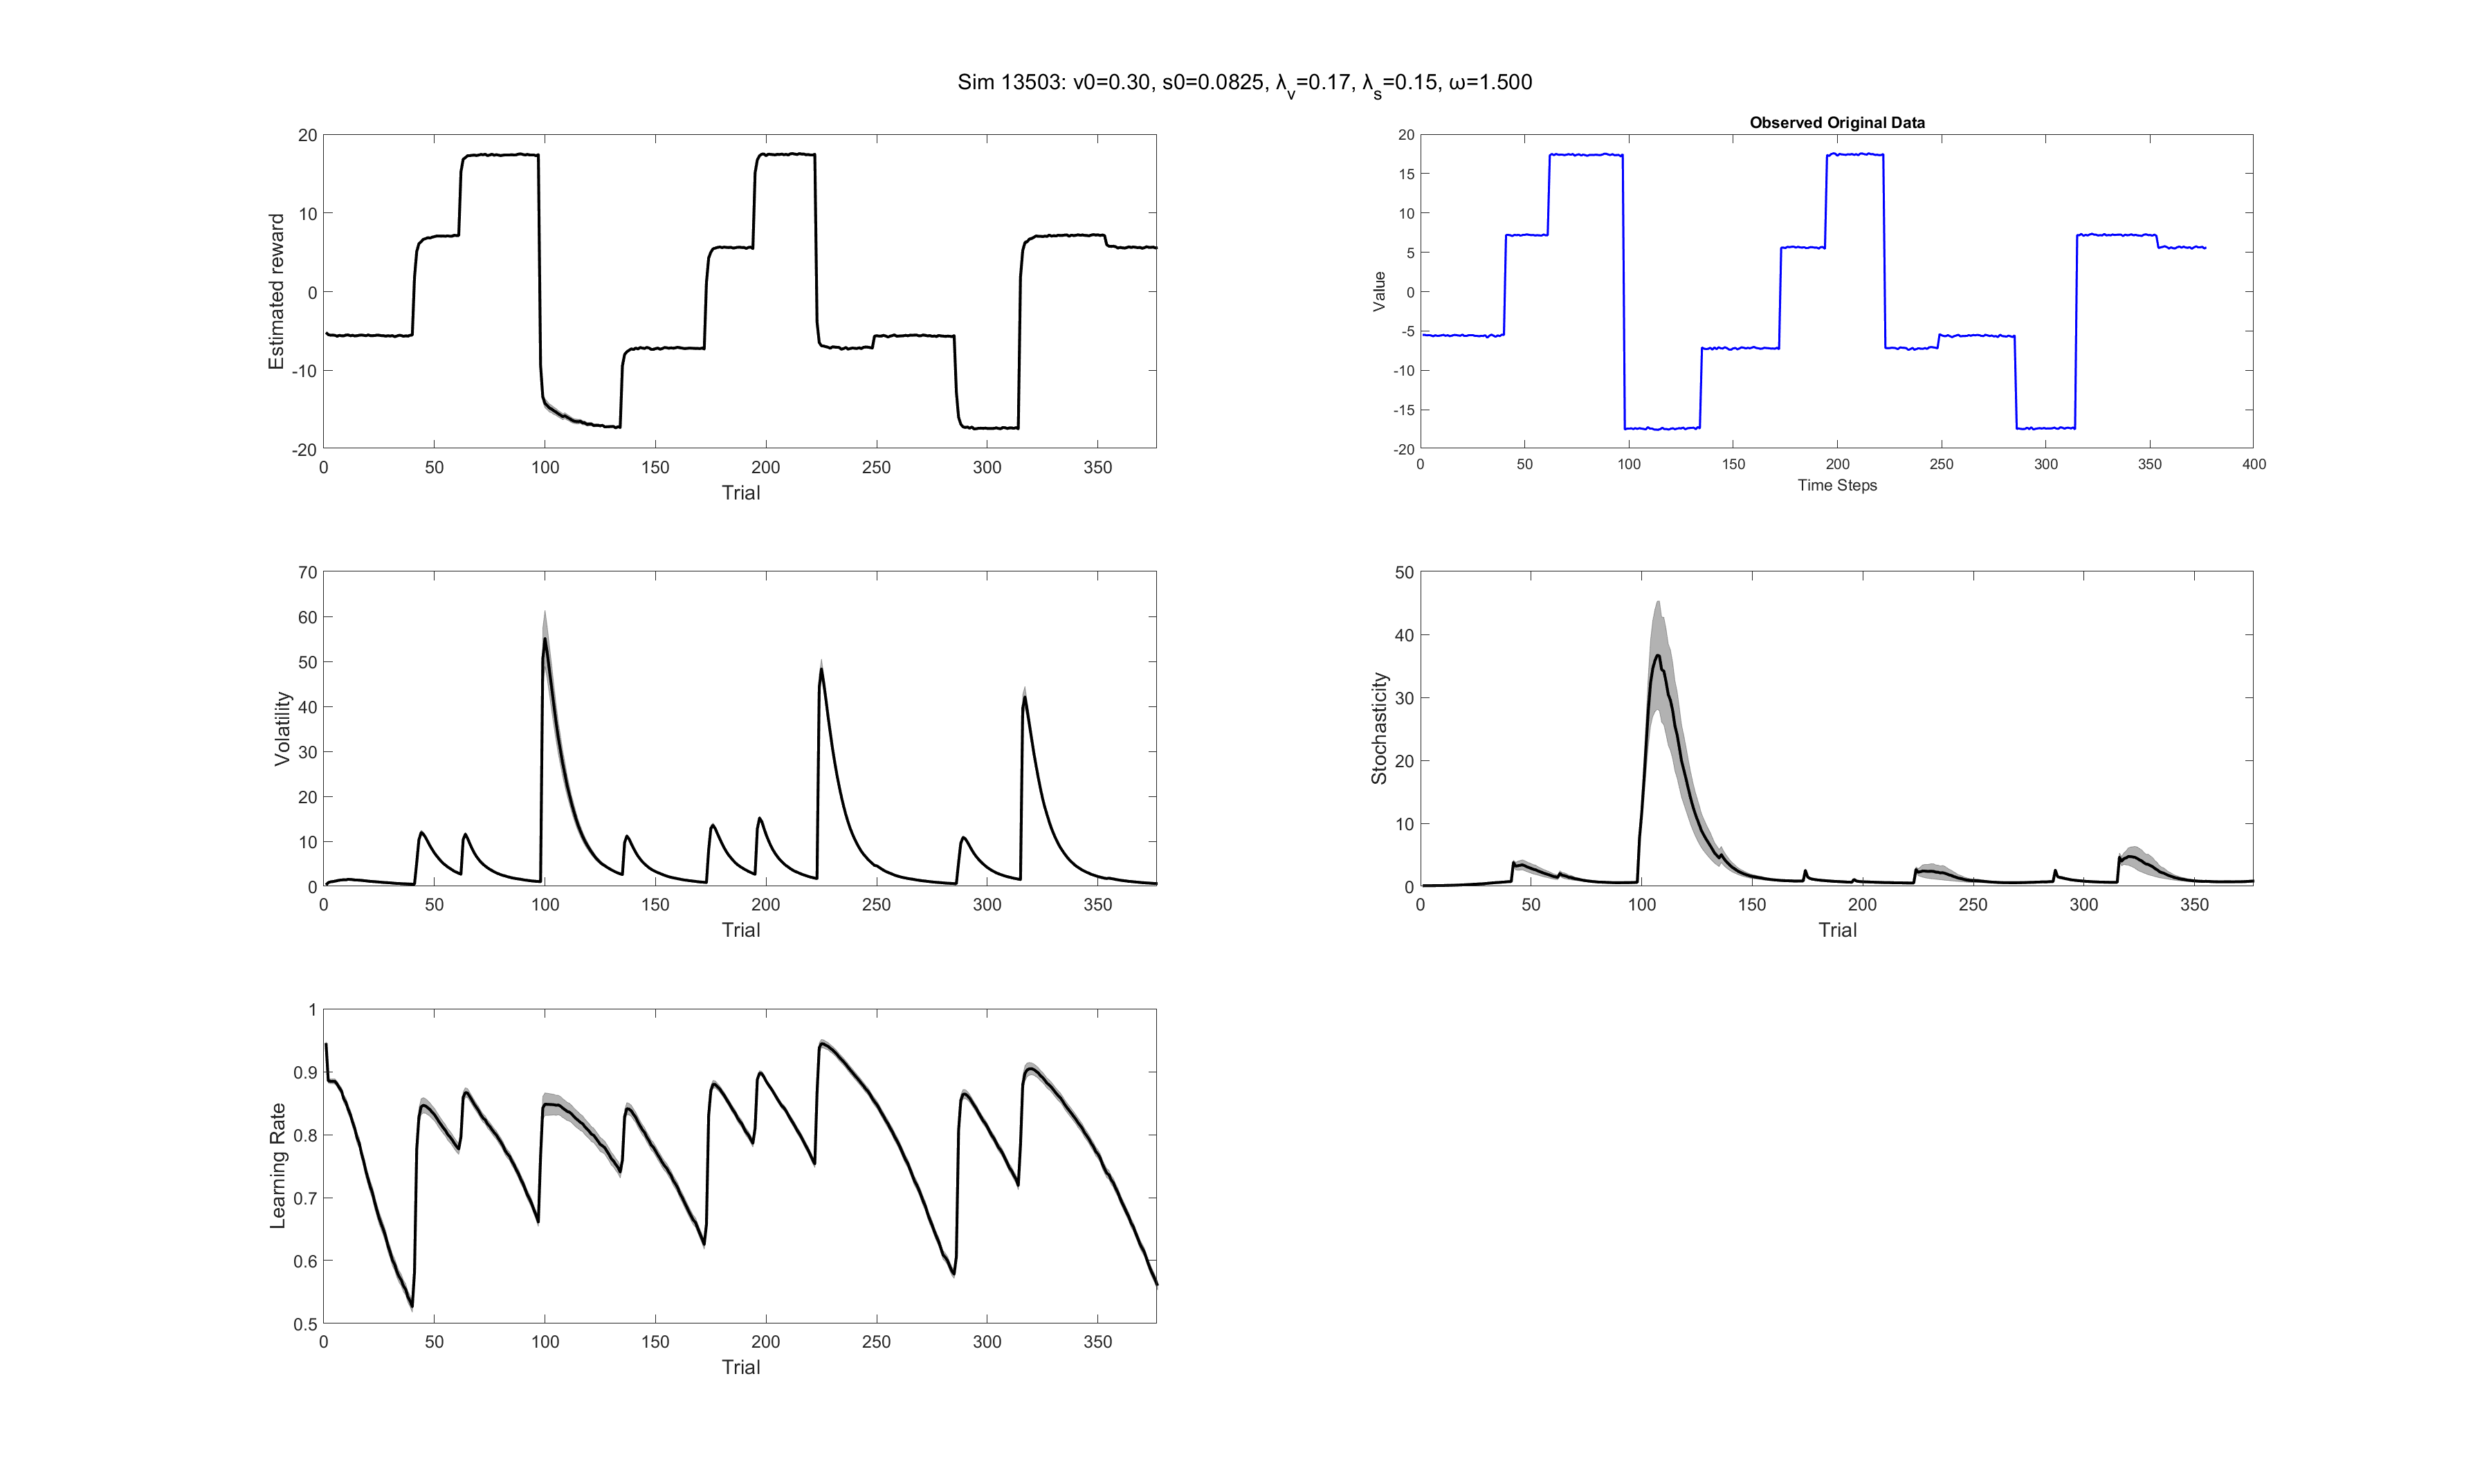 Sim 13503: v0=0.30, s0=0.0825, λ_v=0.17, λ_s=0.15, ω=1.500
Estimated reward
20
10
0
-10
-20
0 50 100 150 200 250 300 350
Trial
Observed Original Data
Value
20
15
10
5
0
-5
-10
-15
-20
0 50 100 150 200 250 300 350 400
Time Steps
Volatility
70
60
50
40
30
20
10
0
0 50 100 150 200 250 300 350
Trial
Stochasticity
50
40
30
20
10
0
0 50 100 150 200 250 300 350
Trial
Learning Rate
1
0.9
0.8
0.7
0.6
0.5
0 50 100 150 200 250 300 350
Trial